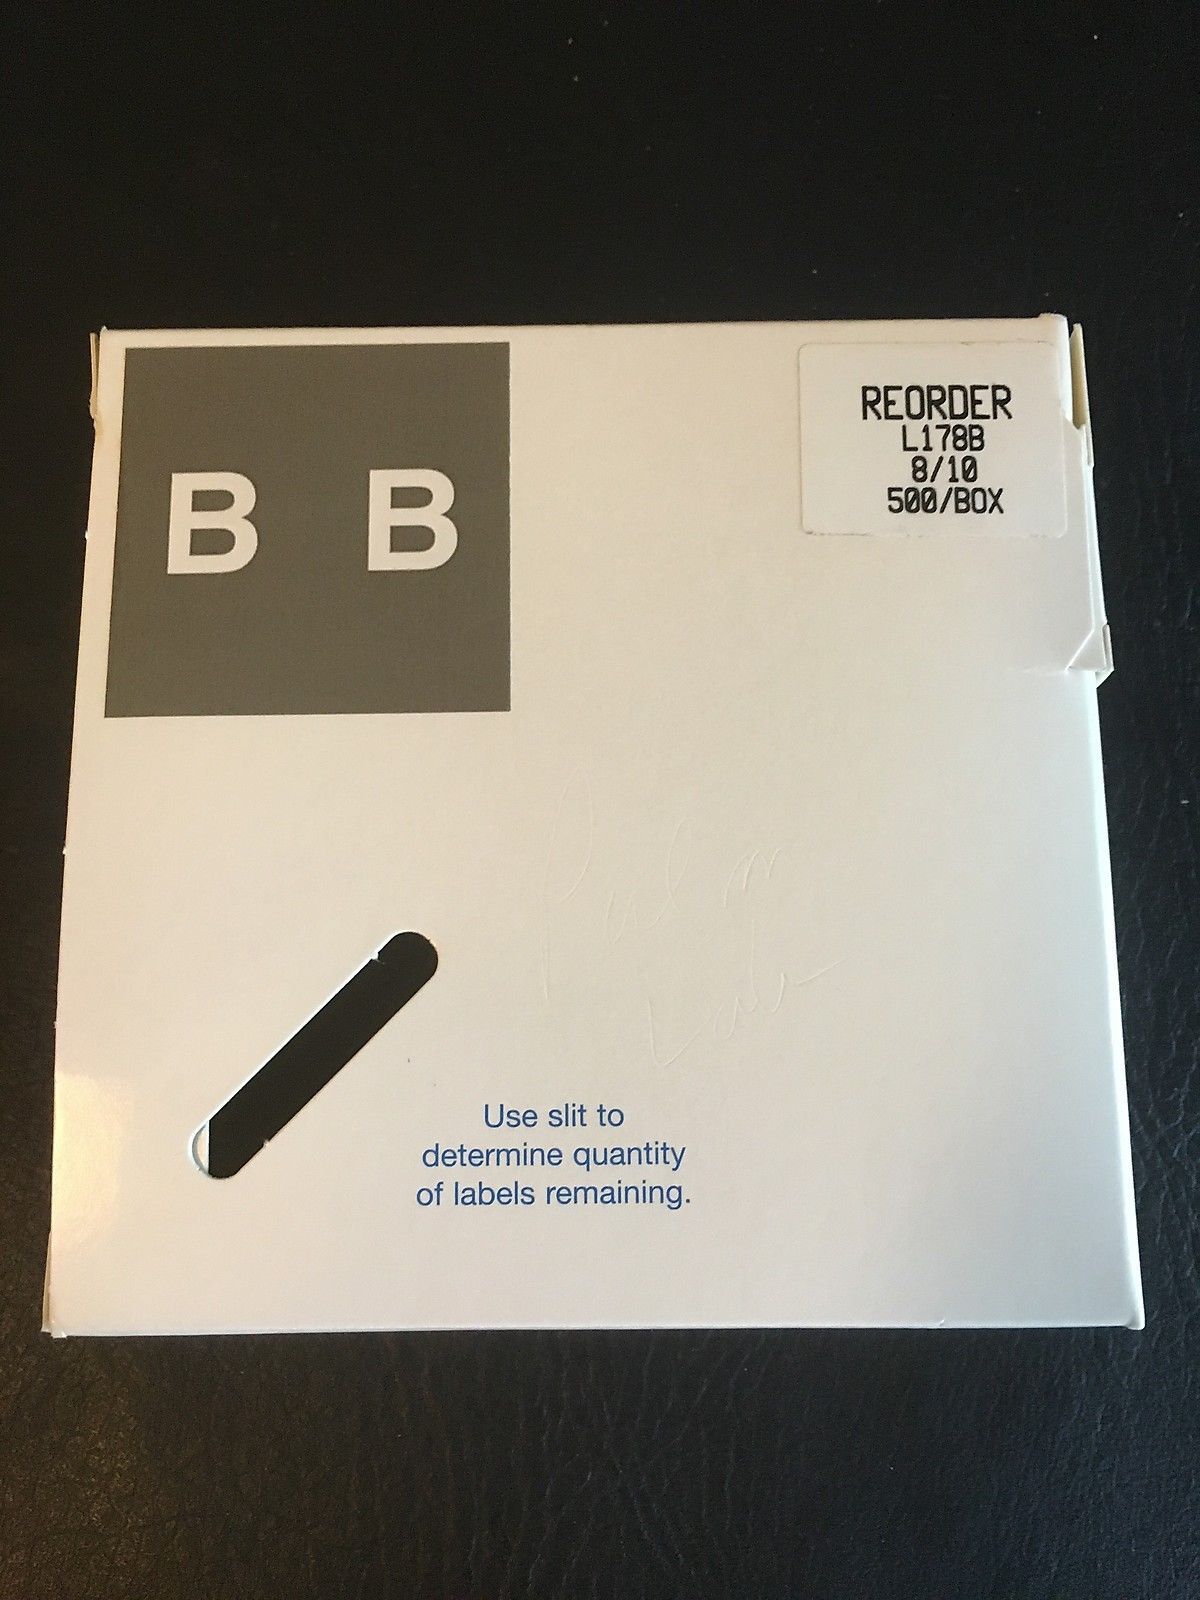 B B
REORDER
L178B
8/10
500/BOX
Use slit to
determine quantity
of labels remaining.